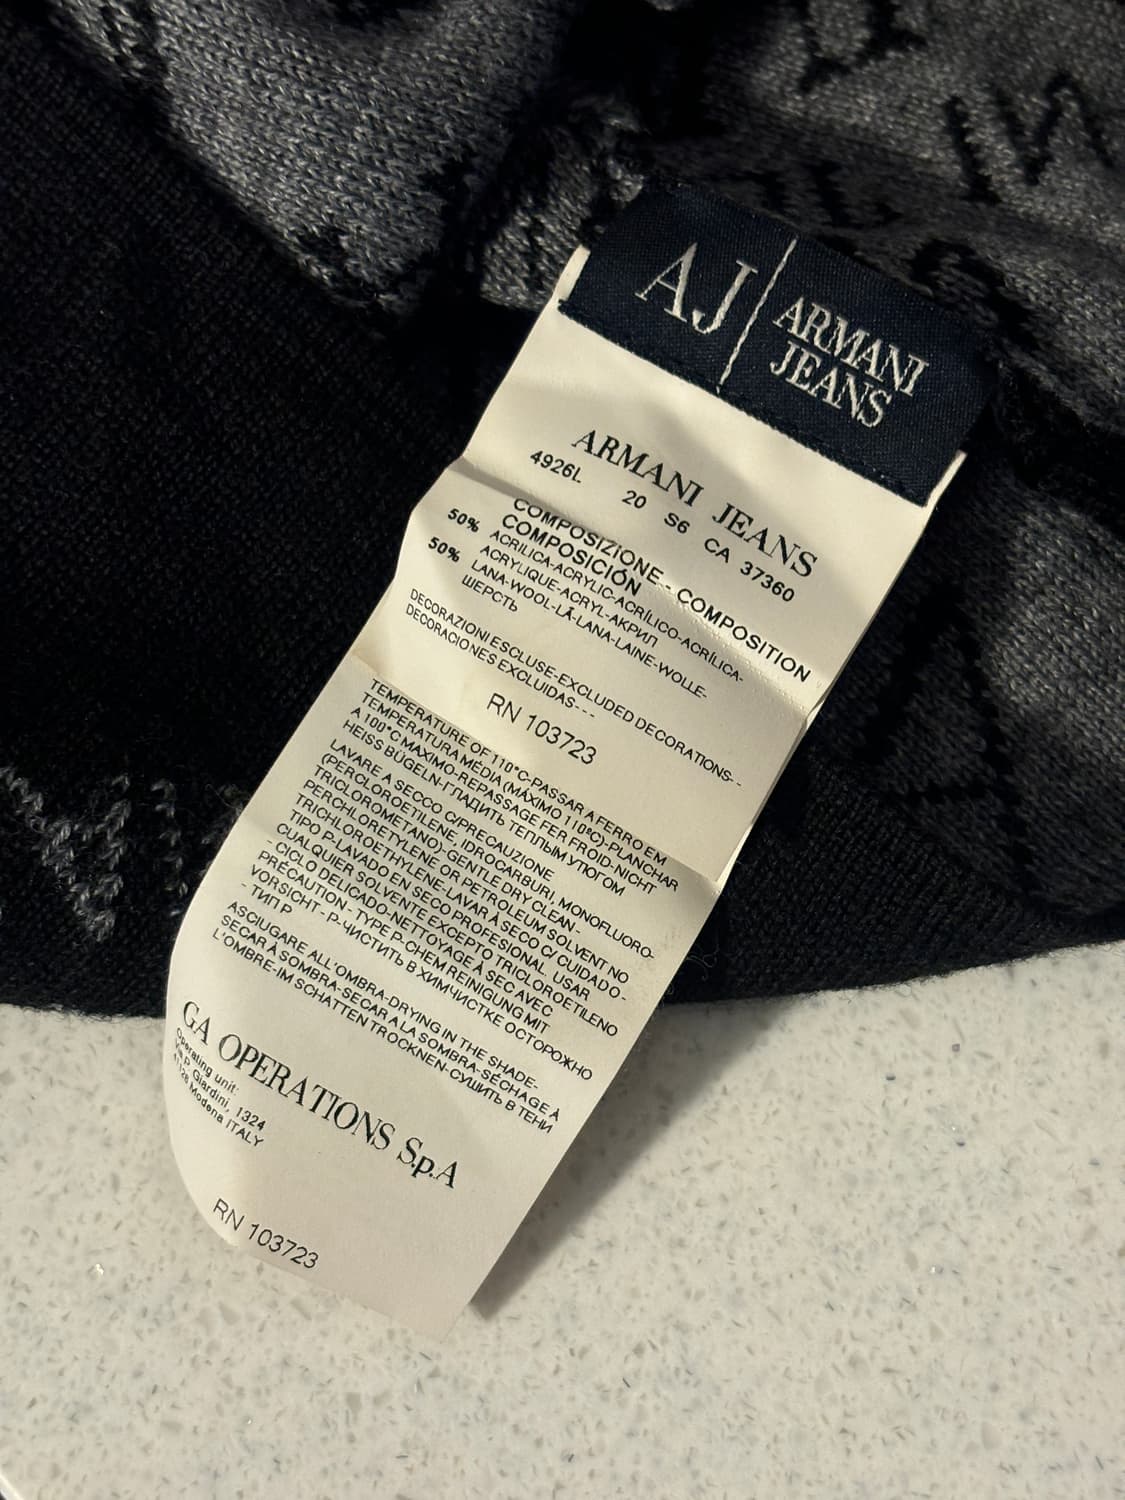 AJ
ARMANI
JEANS
ARMANI JEANS
4926L 20 S6 CA 37360
COMPOSIZIONE - COMPOSITION
COMPOSICIÓN
50% ACRILICA-ACRYLIC-ACRÍLICO-ACRÍLICA-
ACRYLIQUE-ACRYL-АКРИЛ
50% LANA-WOOL-LÃ-LANA-LAINE-WOLLE-
ШЕРСТЬ
DECORAZIONI ESCLUSE-EXCLUDED DECORATIONS--
DECORACIONES EXCLUIDAS---
RN 103723
TEMPERATURE OF 110°C-PASSAR A FERRO EM
TEMPERATURA MÉDIA (MÁXIMO 110°C)-PLANCHAR
A 100°C MAXIMO-REPASSAGE FER FROID-NICHT
HEISS BÜGELN-ГЛАДИТЬ ТЕПЛЫМ УТЮГОМ
LAVARE A SECCO C/PRECAUZIONE
(PERCLOROETILENE, IDROCARBURI, MONOFLUORO-
TRICLOROMETANO)-GENTLE DRY CLEAN -
PERCHLORETYLENE OR PETROLEUM SOLVENT NO
TRICHLOROETHYLENE-LAVAR À SECO C/ CUIDADO -
TIPO P-LAVADO EN SECO PROFESIONAL. USAR
CUALQUIER SOLVENTE EXCEPTO TRICLOROETILENO
- CICLO DELICADO-NETTOYAGE À SEC AVEC
PRÉCAUTION - TYPE P-CHEM REINIGUNG MIT
VORSICHT - P-ЧИСТИТЬ В ХИМЧИСТКЕ ОСТОРОЖНО
- ТИП P
ASCIUGARE ALL'OMBRA-DRYING IN THE SHADE-
SECAR À SOMBRA-SECAR A LA SOMBRA-SÉCHAGE À
L'OMBRE-IM SCHATTEN TROCKNEN-СУШИТЬ В ТЕНИ
GA OPERATIONS S.p.A
Operating unit:
Via P. Giardini, 1324
41126 Modena ITALY
RN 103723